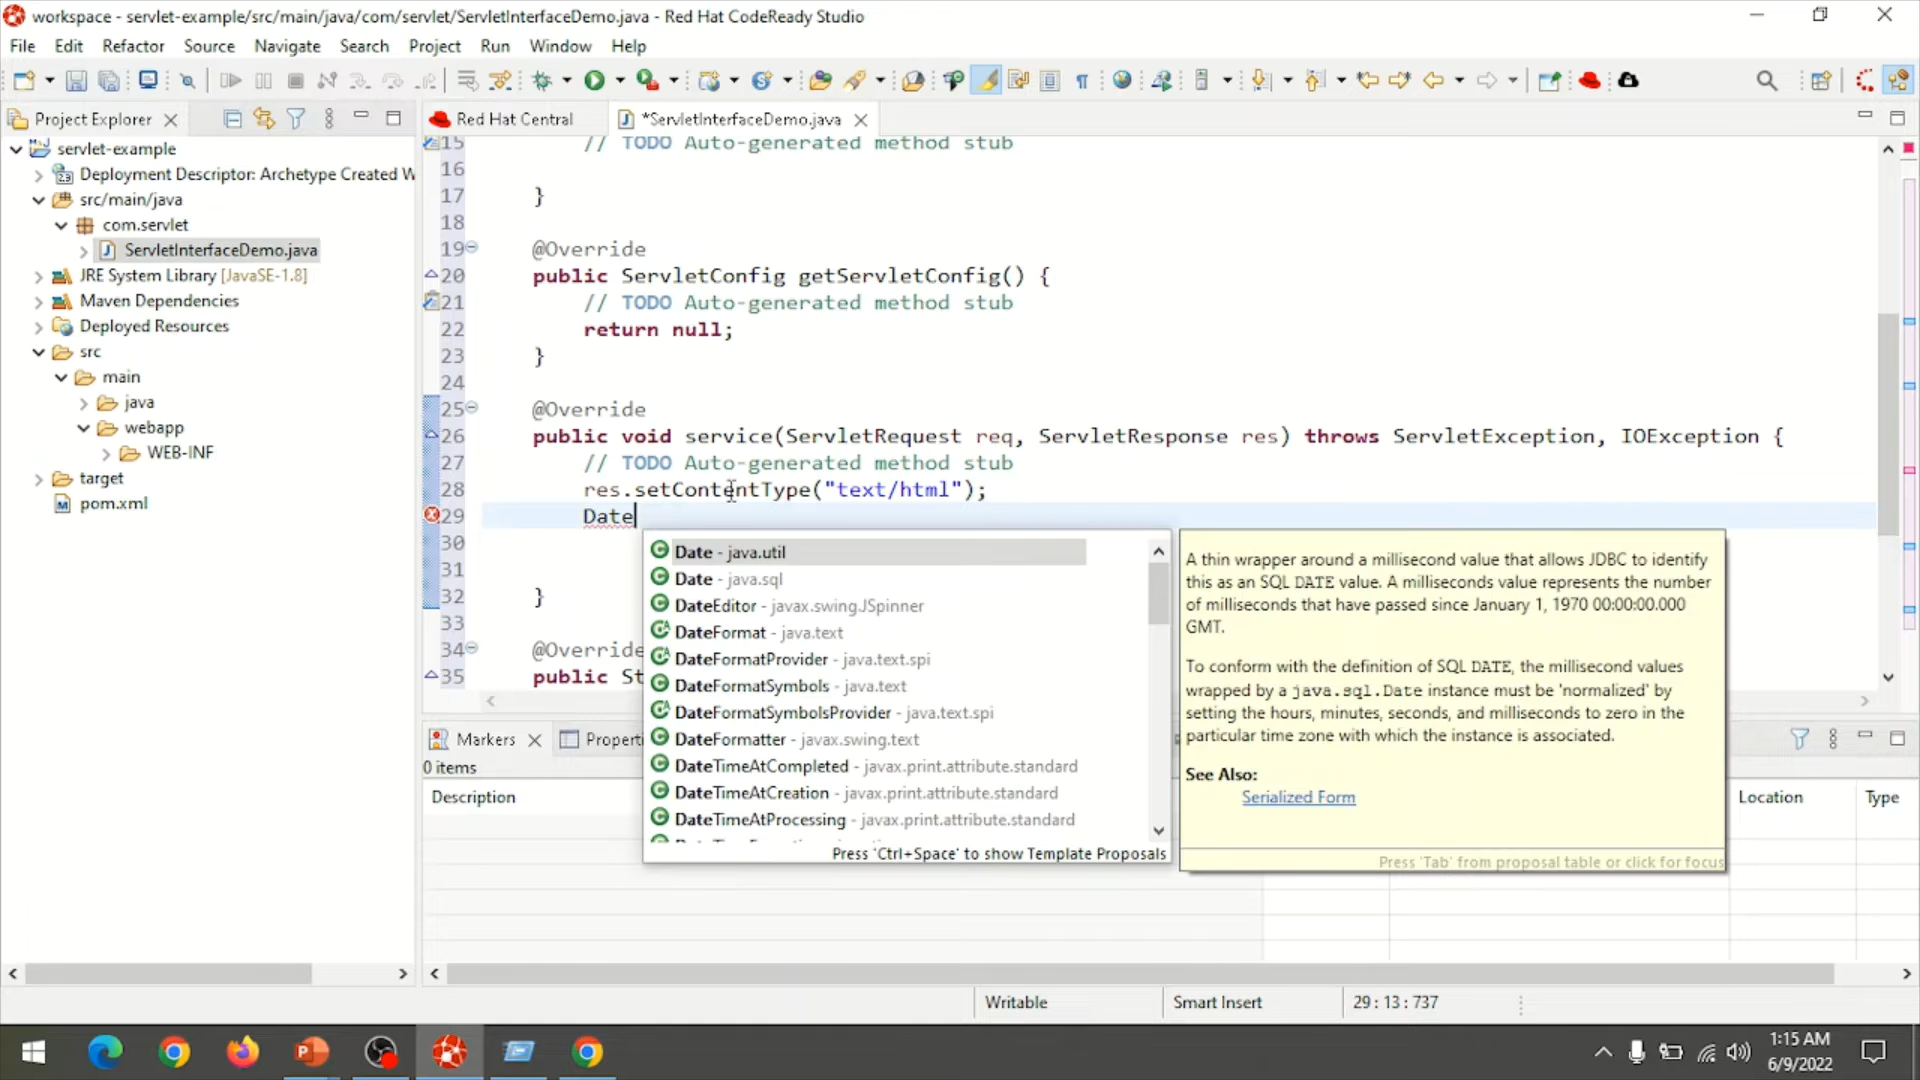 workspace - servlet-example/src/main/java/com/servlet/ServletInterfaceDemo.java - Red Hat CodeReady Studio
File Edit Refactor Source Navigate Search Project Run Window Help
Project Explorer
servlet-example
Deployment Descriptor: Archetype Created W
src/main/java
com.servlet
ServletInterfaceDemo.java
JRE System Library [JavaSE-1.8]
Maven Dependencies
Deployed Resources
src
main
java
webapp
WEB-INF
target
pom.xml
Red Hat Central
*ServletInterfaceDemo.java
15 // TODO Auto-generated method stub
16
17 }
18
19 @Override
20 public ServletConfig getServletConfig() {
21 // TODO Auto-generated method stub
22 return null;
23 }
24
25 @Override
26 public void service(ServletRequest req, ServletResponse res) throws ServletException, IOException {
27 // TODO Auto-generated method stub
28 res.setContentType("text/html");
29 Date
30
31
32 }
33
34 @Override
35 public St
Date - java.util
Date - java.sql
DateEditor - javax.swing.JSpinner
DateFormat - java.text
DateFormatProvider - java.text.spi
DateFormatSymbols - java.text
DateFormatSymbolsProvider - java.text.spi
DateFormatter - javax.swing.text
DateTimeAtCompleted - javax.print.attribute.standard
DateTimeAtCreation - javax.print.attribute.standard
DateTimeAtProcessing - javax.print.attribute.standard
Press 'Ctrl+Space' to show Template Proposals
A thin wrapper around a millisecond value that allows JDBC to identify
this as an SQL DATE value. A milliseconds value represents the number
of milliseconds that have passed since January 1, 1970 00:00:00.000
GMT.
To conform with the definition of SQL DATE, the millisecond values
wrapped by a java.sql.Date instance must be 'normalized' by
setting the hours, minutes, seconds, and milliseconds to zero in the
particular time zone with which the instance is associated.
See Also:
Serialized Form
Press 'Tab' from proposal table or click for focus
Markers
Properti
0 items
Description
Location
Type
Writable
Smart Insert
29 : 13 : 737
1:15 AM
6/9/2022